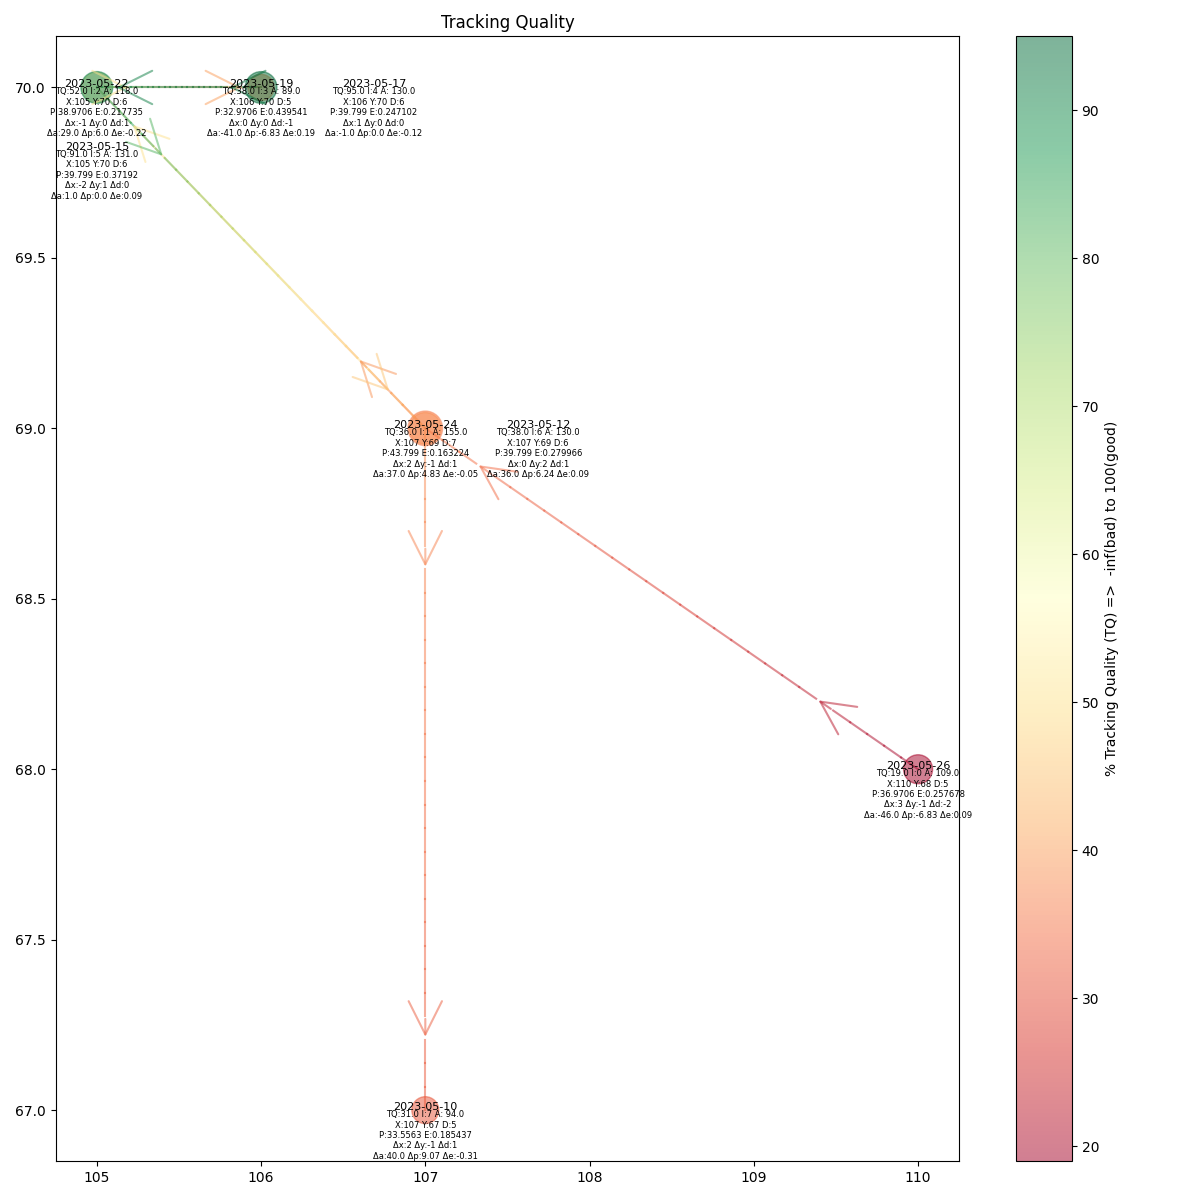 Tracking Quality
70.0
69.5
69.0
68.5
68.0
67.5
67.0
105
106
107
108
109
110
2023-05-22
TQ:52.0 I:2 A: 118.0
X:105 Y:70 D:6
P:38.9706 E:0.217735
Δx:-1 Δy:0 Δd:1
Δa:29.0 Δp:6.0 Δe:-0.22
2023-05-15
TQ:91.0 I:5 A: 131.0
X:105 Y:70 D:6
P:39.799 E:0.37192
Δx:-2 Δy:1 Δd:0
Δa:1.0 Δp:0.0 Δe:0.09
2023-05-19
TQ:38.0 I:3 A: 89.0
X:106 Y:70 D:5
P:32.9706 E:0.439541
Δx:0 Δy:0 Δd:-1
Δa:-41.0 Δp:-6.83 Δe:0.19
2023-05-17
TQ:95.0 I:4 A: 130.0
X:106 Y:70 D:6
P:39.799 E:0.247102
Δx:1 Δy:0 Δd:0
Δa:-1.0 Δp:0.0 Δe:-0.12
2023-05-24
TQ:36.0 I:1 A: 155.0
X:107 Y:69 D:7
P:43.799 E:0.163224
Δx:2 Δy:-1 Δd:1
Δa:37.0 Δp:4.83 Δe:-0.05
2023-05-12
TQ:38.0 I:6 A: 130.0
X:107 Y:69 D:6
P:39.799 E:0.279966
Δx:0 Δy:2 Δd:1
Δa:36.0 Δp:6.24 Δe:0.09
2023-05-26
TQ:19.0 I:0 A: 109.0
X:110 Y:68 D:5
P:36.9706 E:0.257678
Δx:3 Δy:-1 Δd:-2
Δa:-46.0 Δp:-6.83 Δe:0.09
2023-05-10
TQ:31.0 I:7 A: 94.0
X:107 Y:67 D:5
P:33.5563 E:0.185437
Δx:2 Δy:-1 Δd:1
Δa:40.0 Δp:9.07 Δe:-0.31
90
80
70
60
50
40
30
20
% Tracking Quality (TQ) =>  -inf(bad) to 100(good)